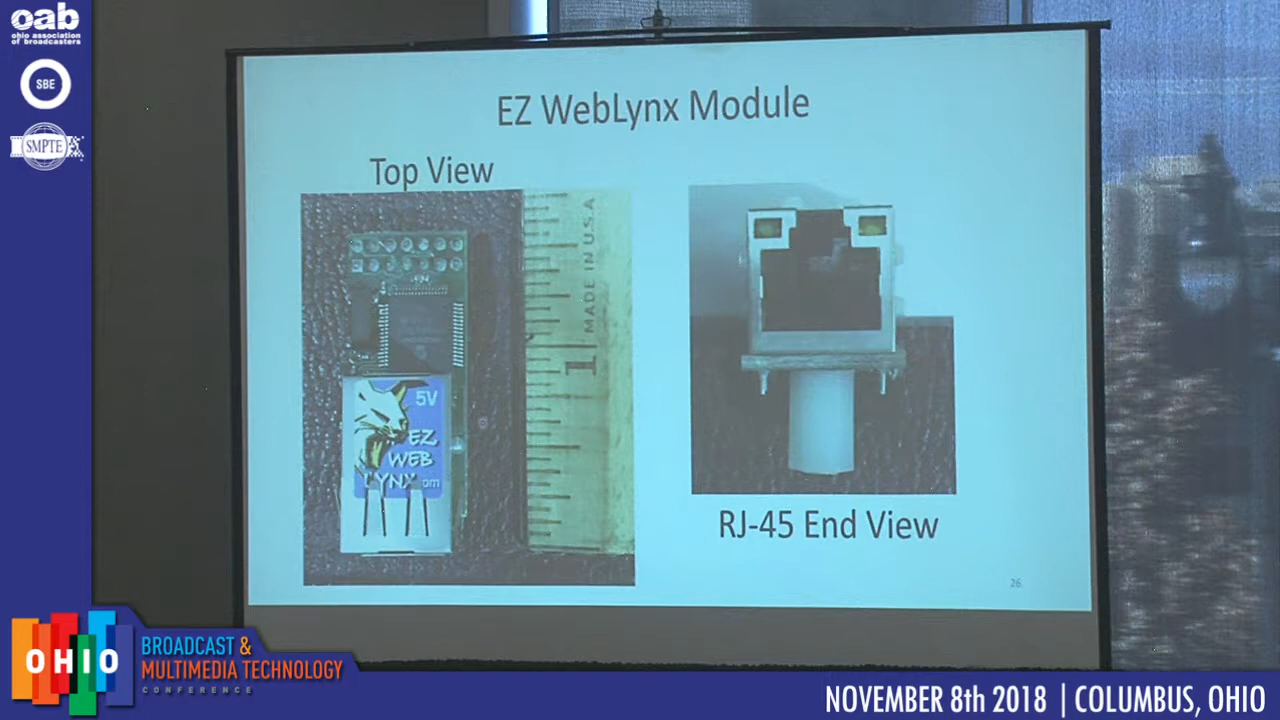 oab
ohio association
of broadcasters
SBE
SMPTE
EZ WebLynx Module
Top View
MADE IN U.S.A
1
5V
EZ
WEB
LYNX
om
RJ-45 End View
26
OHIO
BROADCAST &
MULTIMEDIA TECHNOLOGY
CONFERENCE
NOVEMBER 8th 2018 | COLUMBUS, OHIO